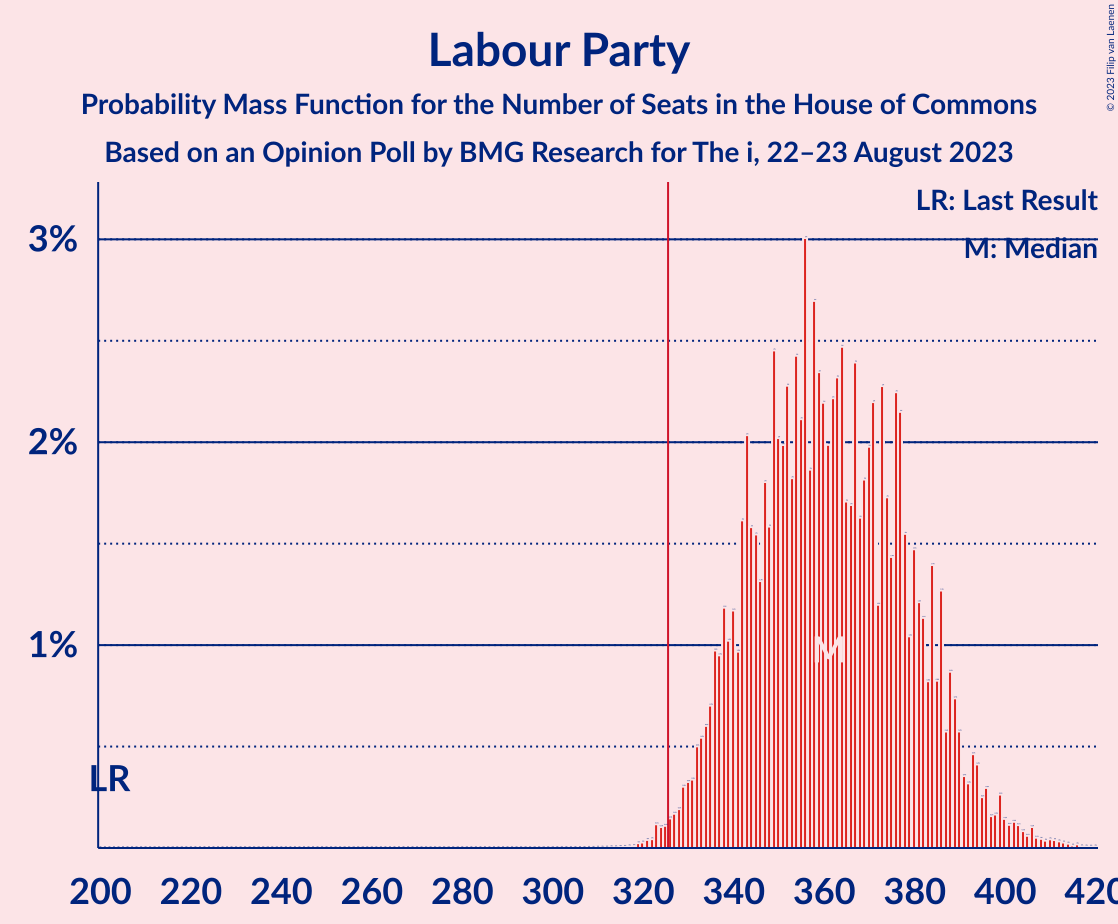 Labour Party
Probability Mass Function for the Number of Seats in the House of Commons
Based on an Opinion Poll by BMG Research for The i, 22–23 August 2023
© 2023 Filip van Laenen
LR: Last Result
M: Median
3%
2%
1%
M
LR
200 220 240 260 280 300 320 340 360 380 400 420